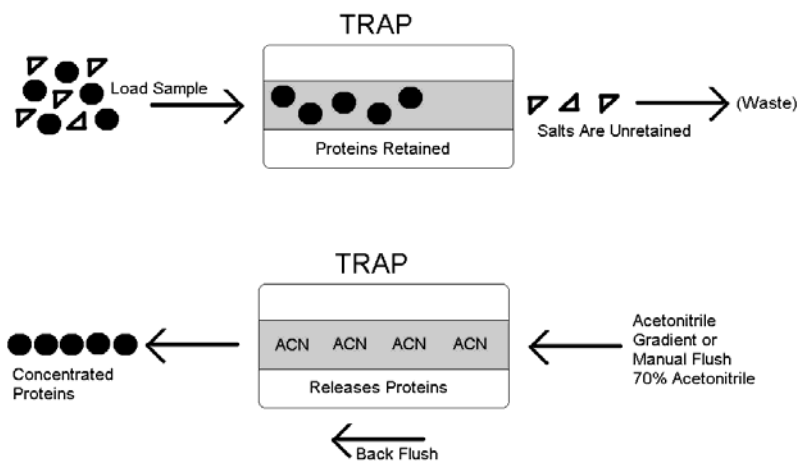 TRAP
Load Sample
Proteins Retained
Salts Are Unretained
(Waste)
TRAP
ACN ACN ACN ACN
Releases Proteins
Concentrated
Proteins
Acetonitrile
Gradient or
Manual Flush
70% Acetonitrile
Back Flush